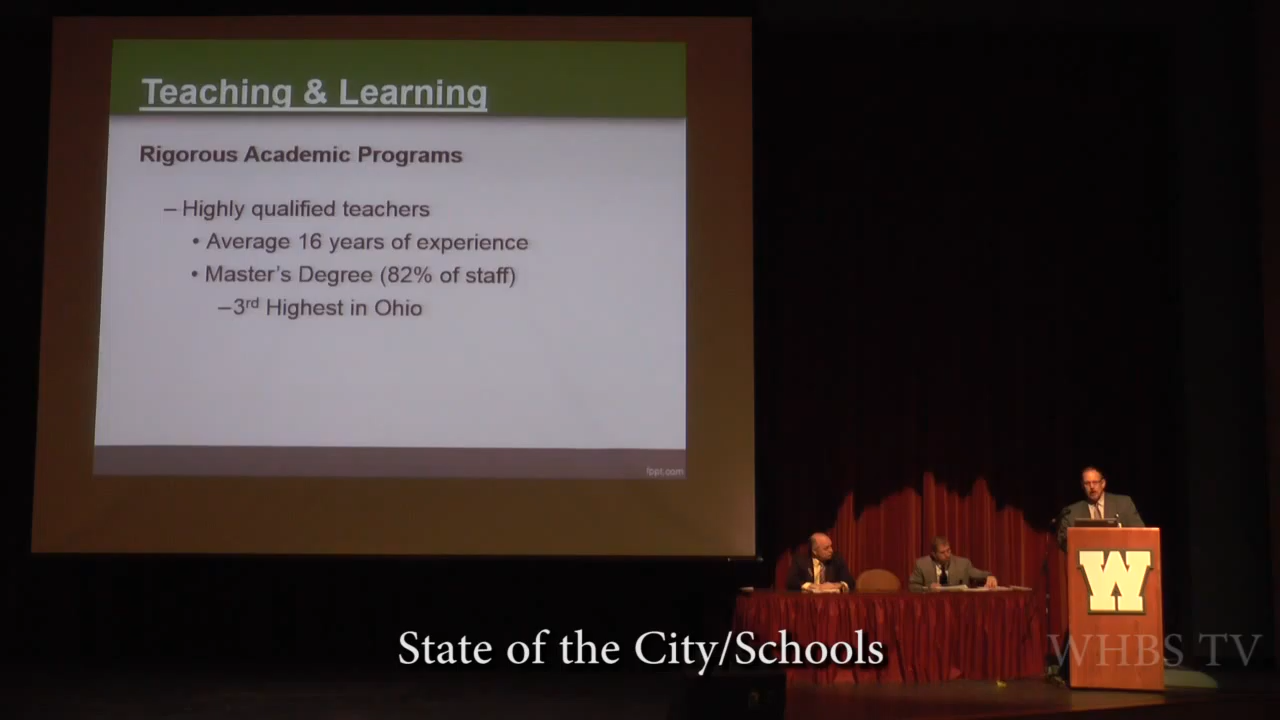 Teaching & Learning
Rigorous Academic Programs
– Highly qualified teachers
• Average 16 years of experience
• Master's Degree (82% of staff)
–3rd Highest in Ohio
fppt.com
W
State of the City/Schools
WHBS TV